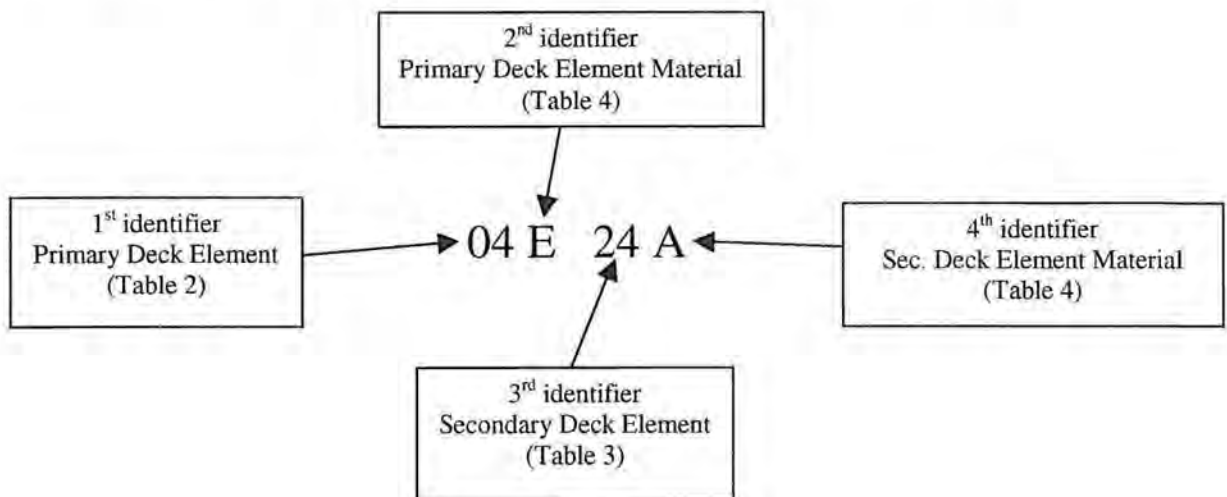 2nd identifier
Primary Deck Element Material
(Table 4)
1st identifier
Primary Deck Element
(Table 2)
04 E 24 A
4th identifier
Sec. Deck Element Material
(Table 4)
3rd identifier
Secondary Deck Element
(Table 3)